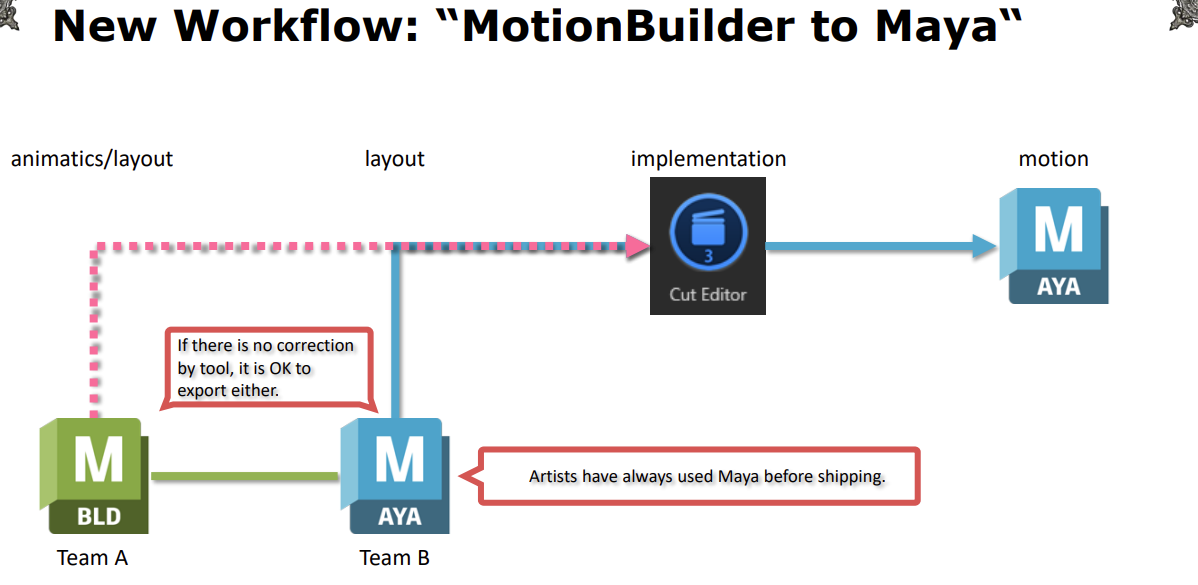 New Workflow: “MotionBuilder to Maya“
animatics/layout
layout
implementation
motion
3
Cut Editor
M
AYA
If there is no correction
by tool, it is OK to
export either.
M
BLD
M
AYA
Artists have always used Maya before shipping.
Team A
Team B